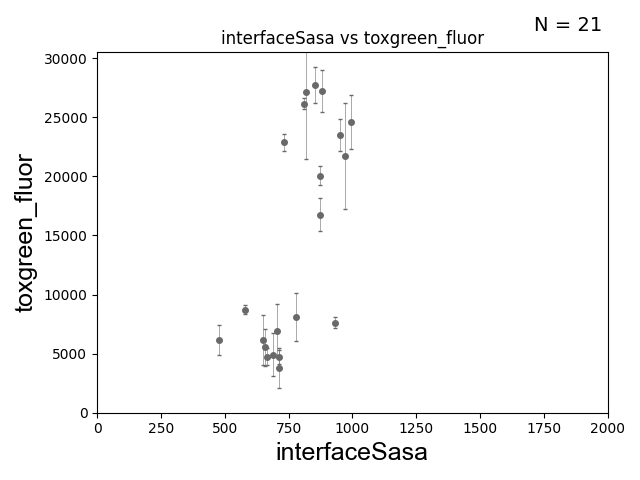 N = 21
interfaceSasa vs toxgreen_fluor
30000
25000
20000
15000
10000
5000
0
toxgreen_fluor
0 250 500 750 1000 1250 1500 1750 2000
interfaceSasa